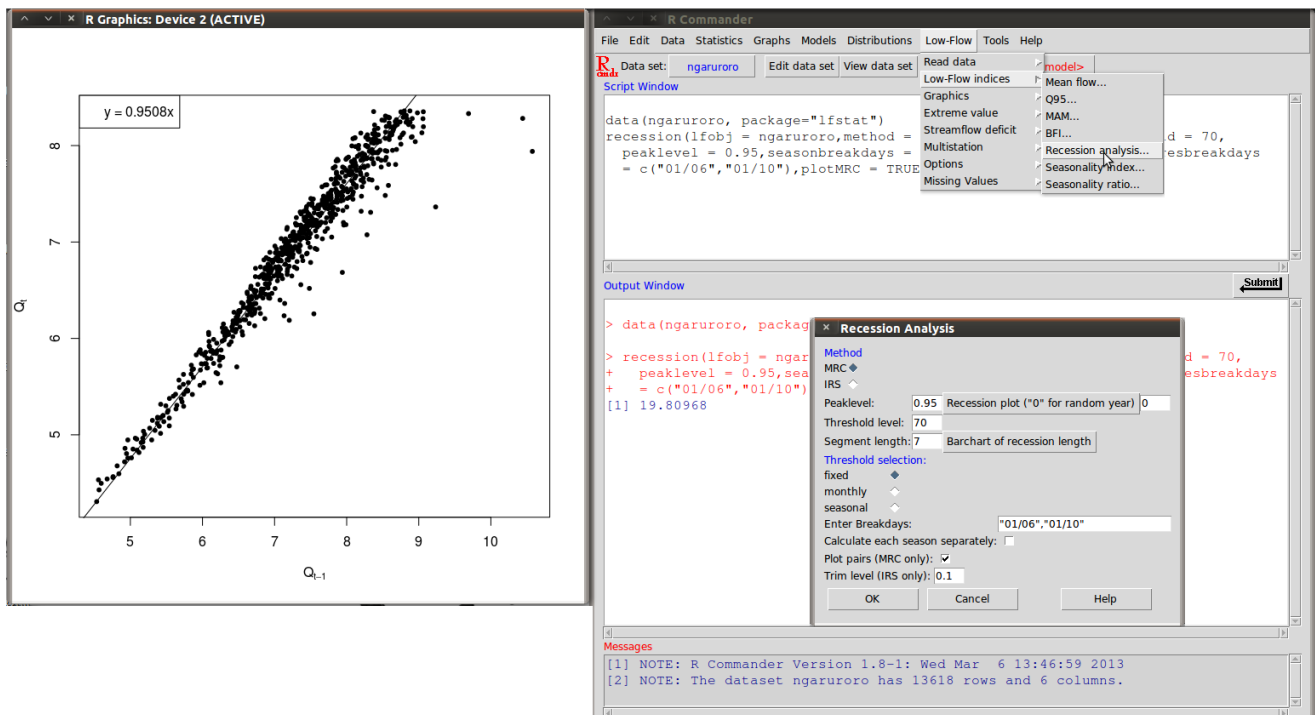 R Graphics: Device 2 (ACTIVE)
y = 0.9508x
8
7
6
5
Qt
5 6 7 8 9 10
Qt−1
R Commander
File Edit Data Statistics Graphs Models Distributions Low-Flow Tools Help
R Data set: ngaruroro Edit data set View data set model>
cmdr
Script Window
data(ngaruroro, package="lfstat")
recession(lfobj = ngaruroro,method = d = 70,
peaklevel = 0.95,seasonbreakdays = esbreakdays
= c("01/06","01/10"),plotMRC = TRUE
Read data
Low-Flow indices
Graphics
Extreme value
Streamflow deficit
Multistation
Options
Missing Values
Mean flow...
Q95...
MAM...
BFI...
Recession analysis...
Seasonality index...
Seasonality ratio...
Output Window
Submit
> data(ngaruroro, packag
> recession(lfobj = ngar d = 70,
+ peaklevel = 0.95,sea esbreakdays
+ = c("01/06","01/10")
[1] 19.80968
Recession Analysis
Method
MRC
IRS
Peaklevel: 0.95 Recession plot ("0" for random year) 0
Threshold level: 70
Segment length: 7 Barchart of recession length
Threshold selection:
fixed
monthly
seasonal
Enter Breakdays: "01/06","01/10"
Calculate each season separately:
Plot pairs (MRC only):
Trim level (IRS only): 0.1
OK Cancel Help
Messages
[1] NOTE: R Commander Version 1.8-1: Wed Mar 6 13:46:59 2013
[2] NOTE: The dataset ngaruroro has 13618 rows and 6 columns.